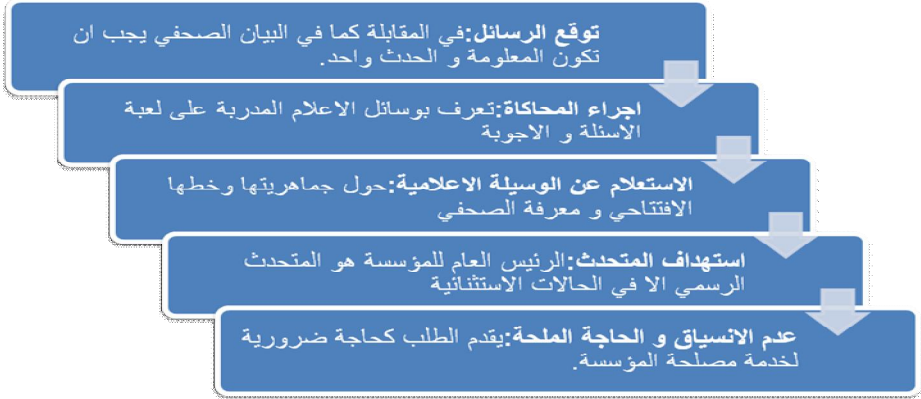 توقع الرسائل:في المقابلة كما في البيان الصحفي يجب ان
تكون المعلومة و الحدث واحد.
اجراء المحاكاة:تعرف بوسائل الاعلام المدربة على لعبة
الاسئلة و الاجوبة
الاستعلام عن الوسيلة الاعلامية:حول جماهريتها وخطها
الافتتاحي و معرفة الصحفي
استهداف المتحدث:الرئيس العام للمؤسسة هو المتحدث
الرسمي الا في الحالات الاستثنائية
عدم الانسياق و الحاجة الملحة:يقدم الطلب كحاجة ضرورية
لخدمة مصلحة المؤسسة.